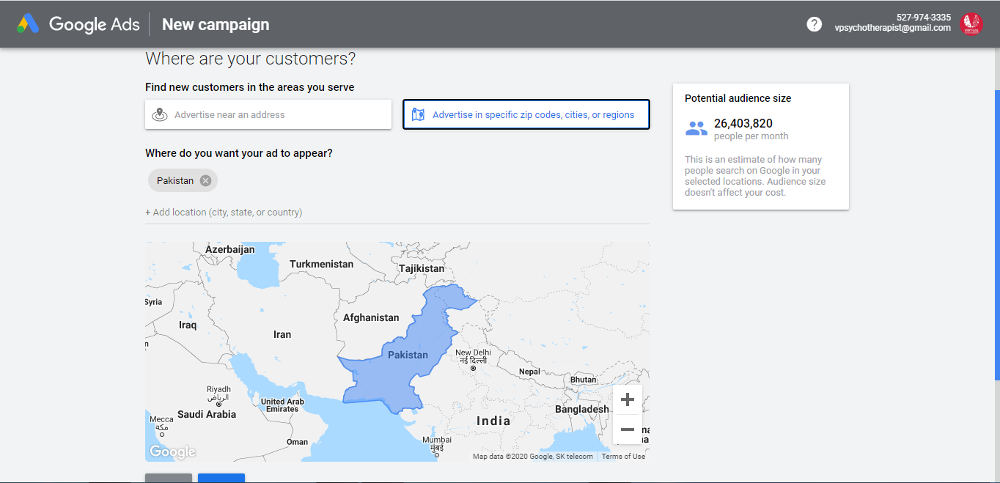 Google Ads
New campaign
?
527-974-3335
vpsychotherapist@gmail.com
VIRTUAL
Where are your customers?
Find new customers in the areas you serve
Advertise near an address
Advertise in specific zip codes, cities, or regions
Where do you want your ad to appear?
Pakistan
+ Add location (city, state, or country)
Potential audience size
26,403,820
people per month
This is an estimate of how many
people search on Google in your
selected locations. Audience size
doesn't affect your cost.
Azerbaijan
Turkmenistan
Tajikistan
Syria
Afghanistan
Iraq
Iran
Pakistan
New Delhi
नई दिल्ली
Nepal
Bhutan
Riyadh
الرياض
United Arab
Emirates
Saudi Arabia
Bangladesh
Mecca
مكة
India
Oman
Mumbai
मुंबई
Google
Map data ©2020 Google, SK telecom
Terms of Use